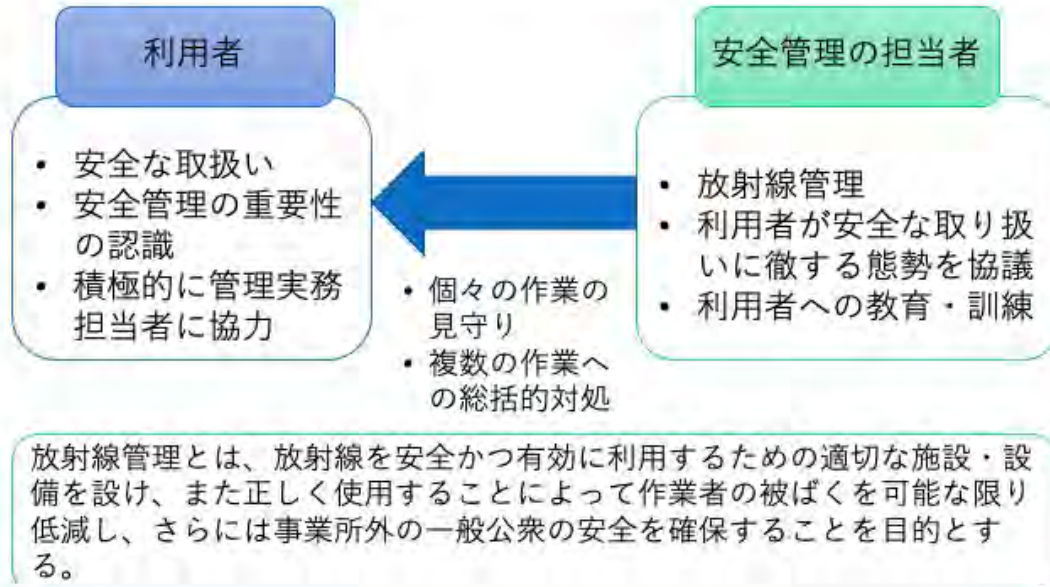 利用者
• 安全な取扱い
• 安全管理の重要性
の認識
• 積極的に管理実務
担当者に協力
• 個々の作業の
見守り
• 複数の作業へ
の総括的対処
安全管理の担当者
• 放射線管理
• 利用者が安全な取り扱
いに徹する態勢を協議
• 利用者への教育・訓練
放射線管理とは、放射線を安全かつ有効に利用するための適切な施設・設
備を設け、また正しく使用することによって作業者の被ばくを可能な限り
低減し、さらには事業所外の一般公衆の安全を確保することを目的とす
る。